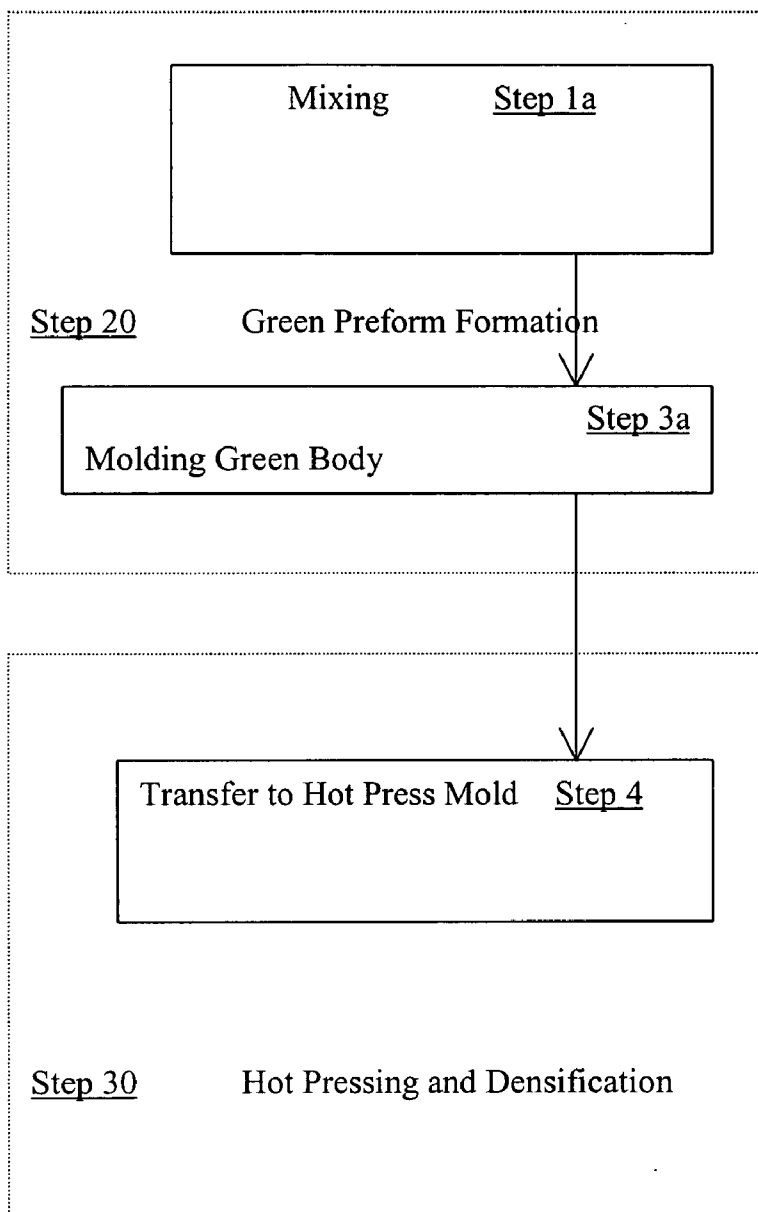 Mixing Step 1a
Step 20 Green Preform Formation
Step 3a
Molding Green Body
Transfer to Hot Press Mold Step 4
Step 30 Hot Pressing and Densification